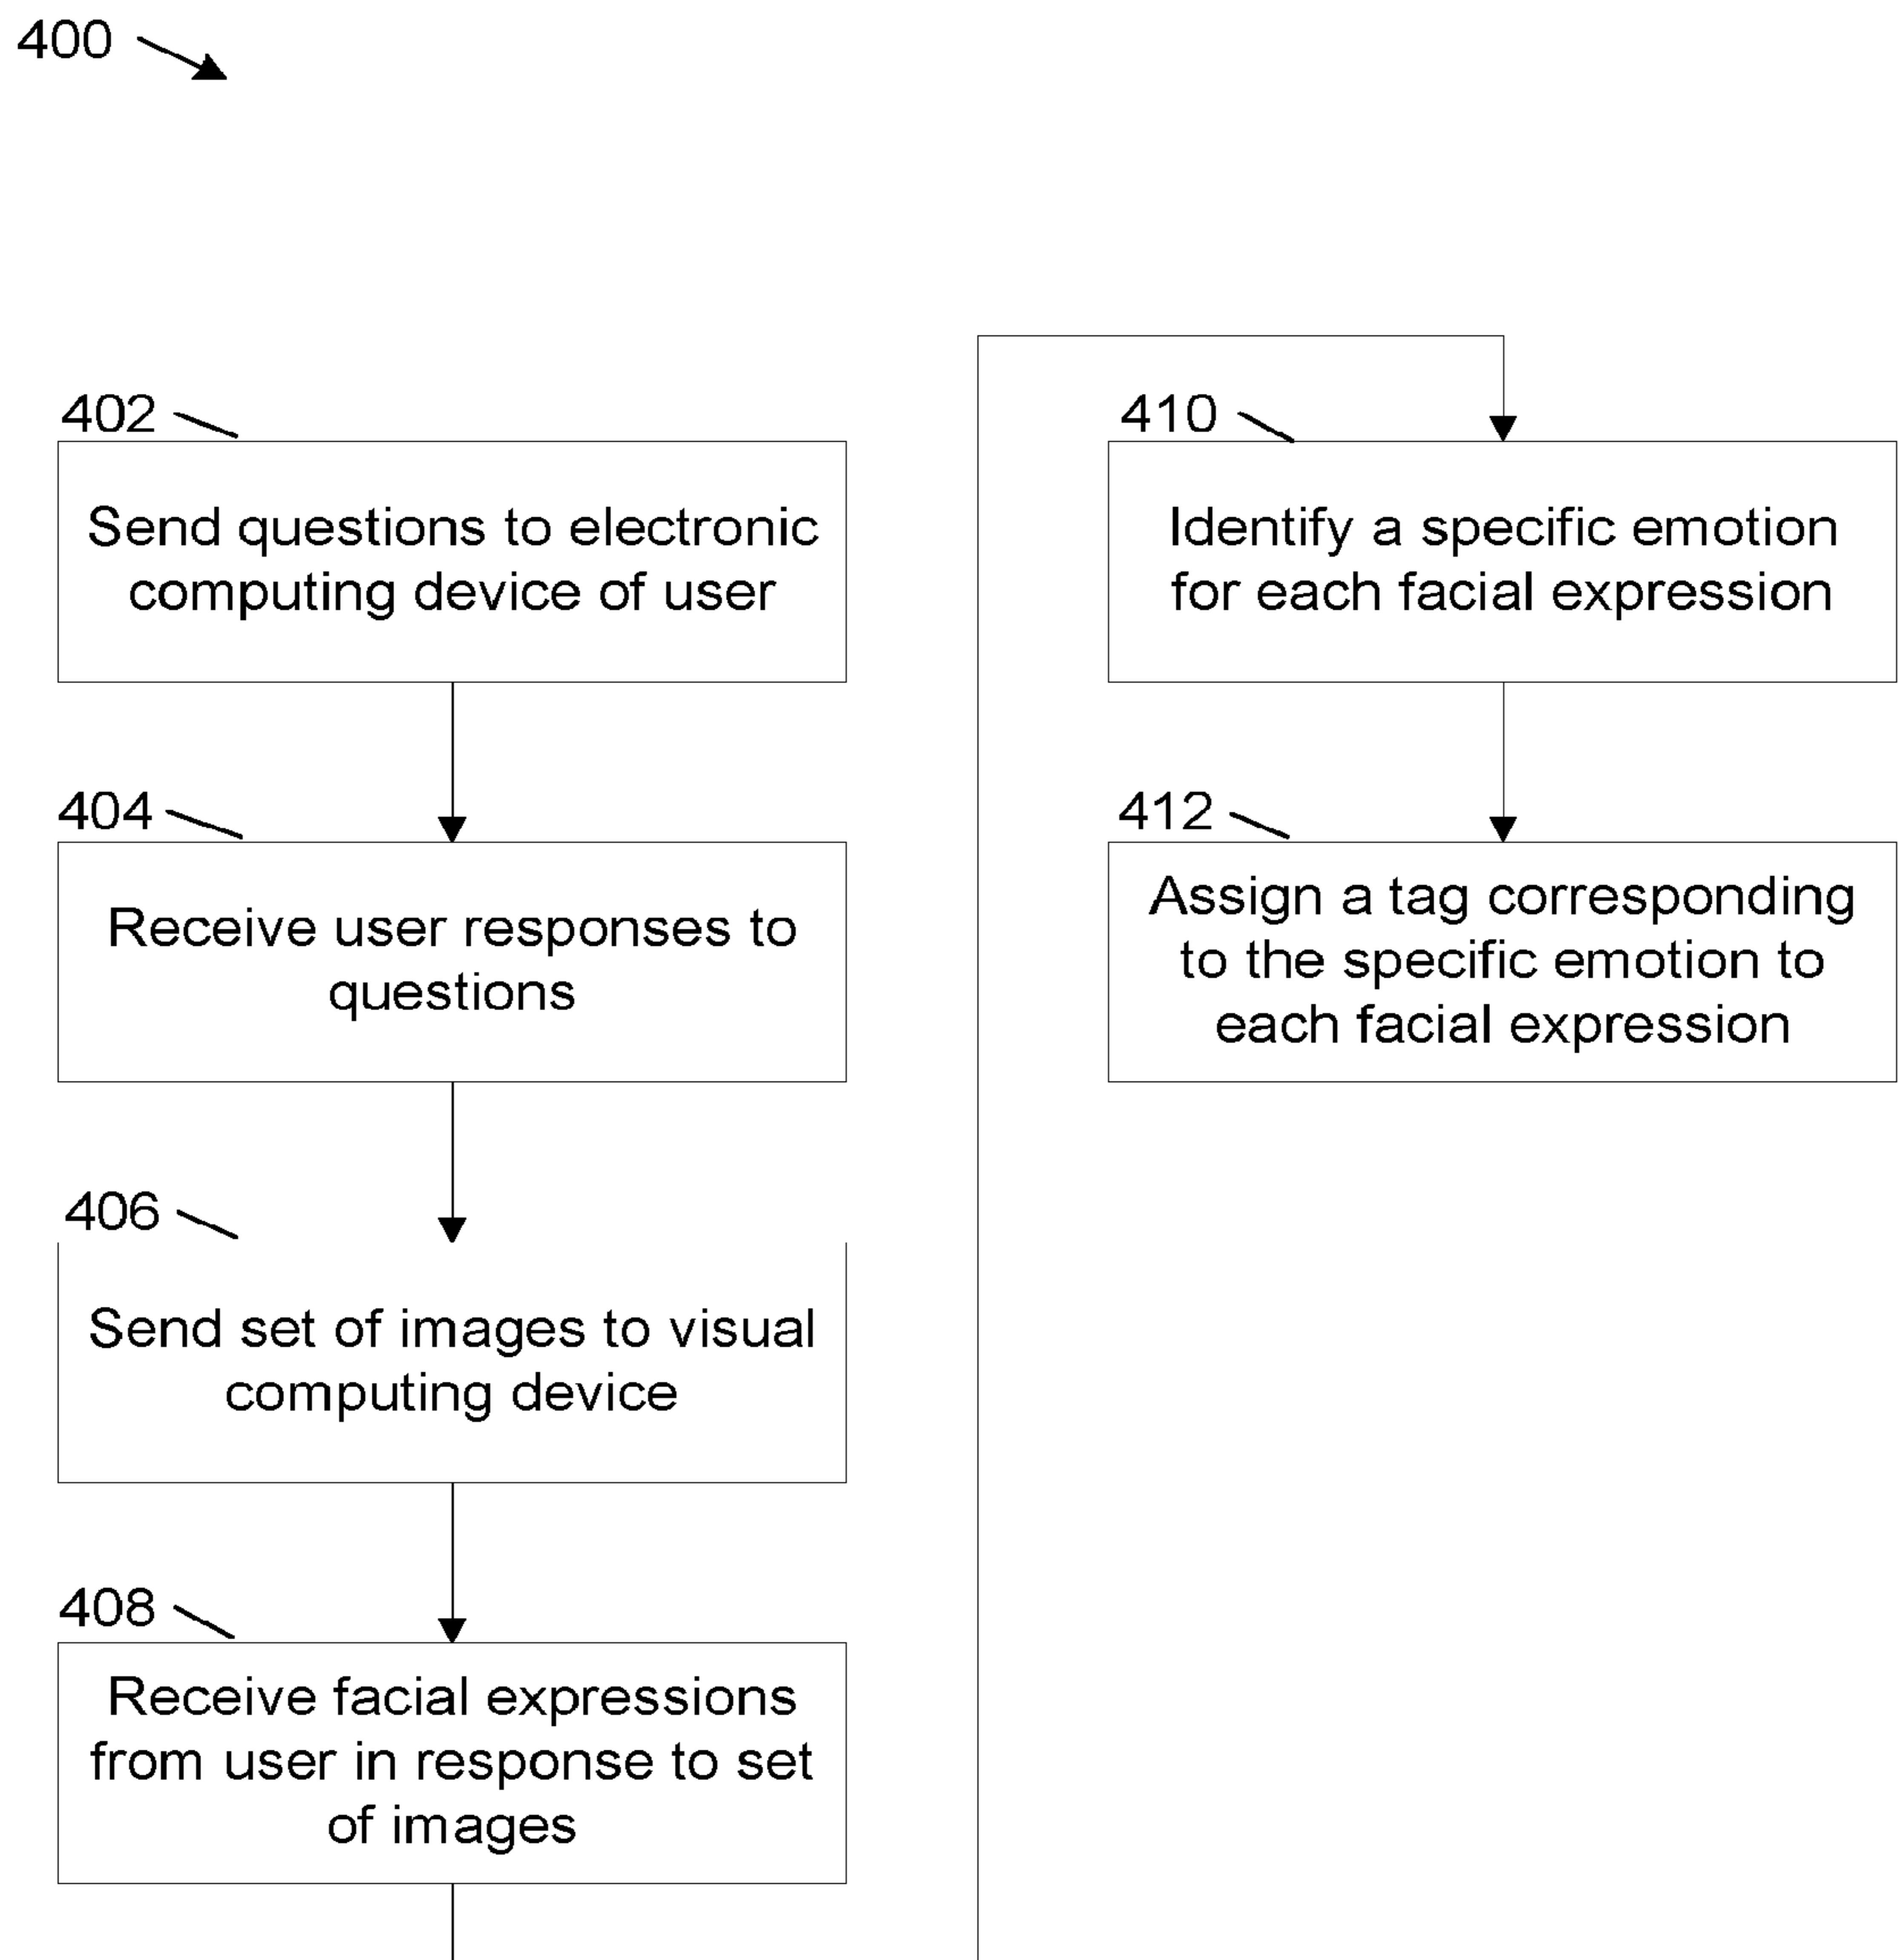 400
402
Send questions to electronic
computing device of user
404
Receive user responses to
questions
406
Send set of images to visual
computing device
408
Receive facial expressions
from user in response to set
of images
410
Identify a specific emotion
for each facial expression
412
Assign a tag corresponding
to the specific emotion to
each facial expression